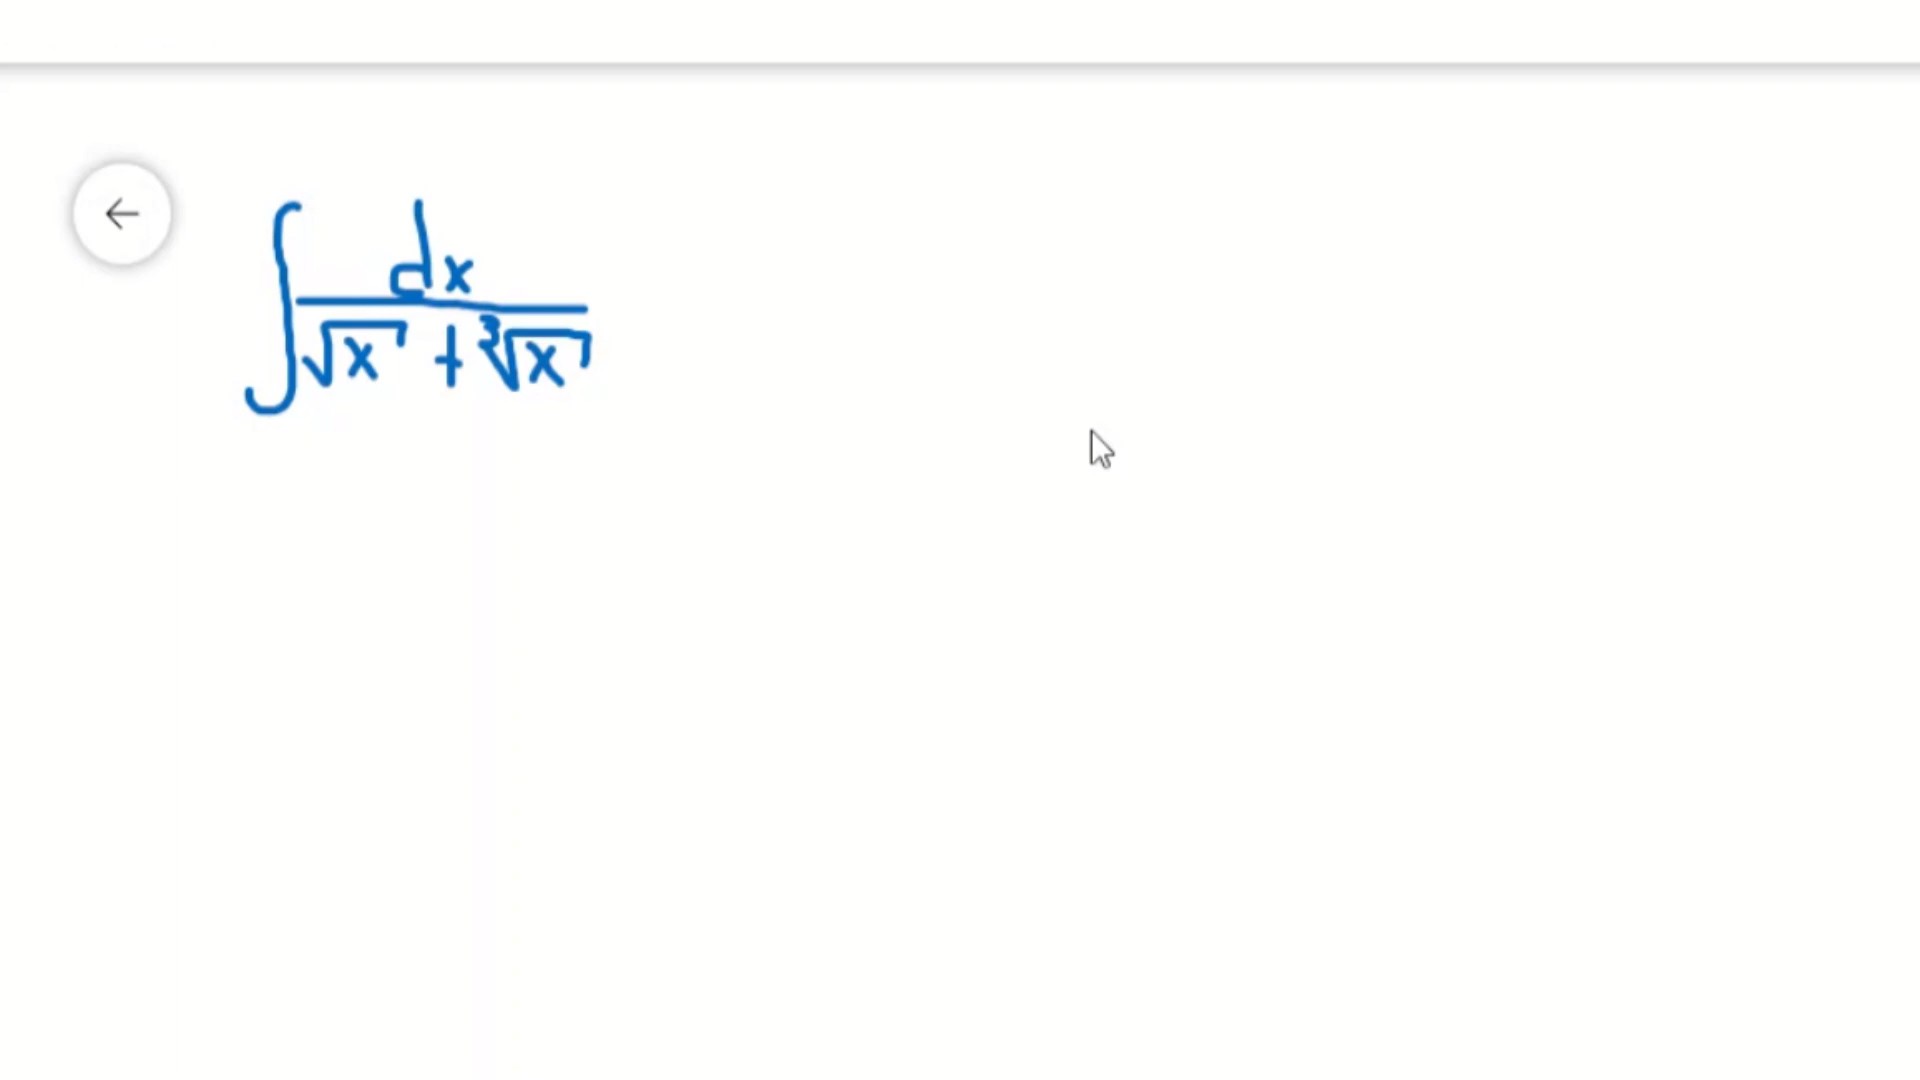 ∫ dx / (√x + ∛x)